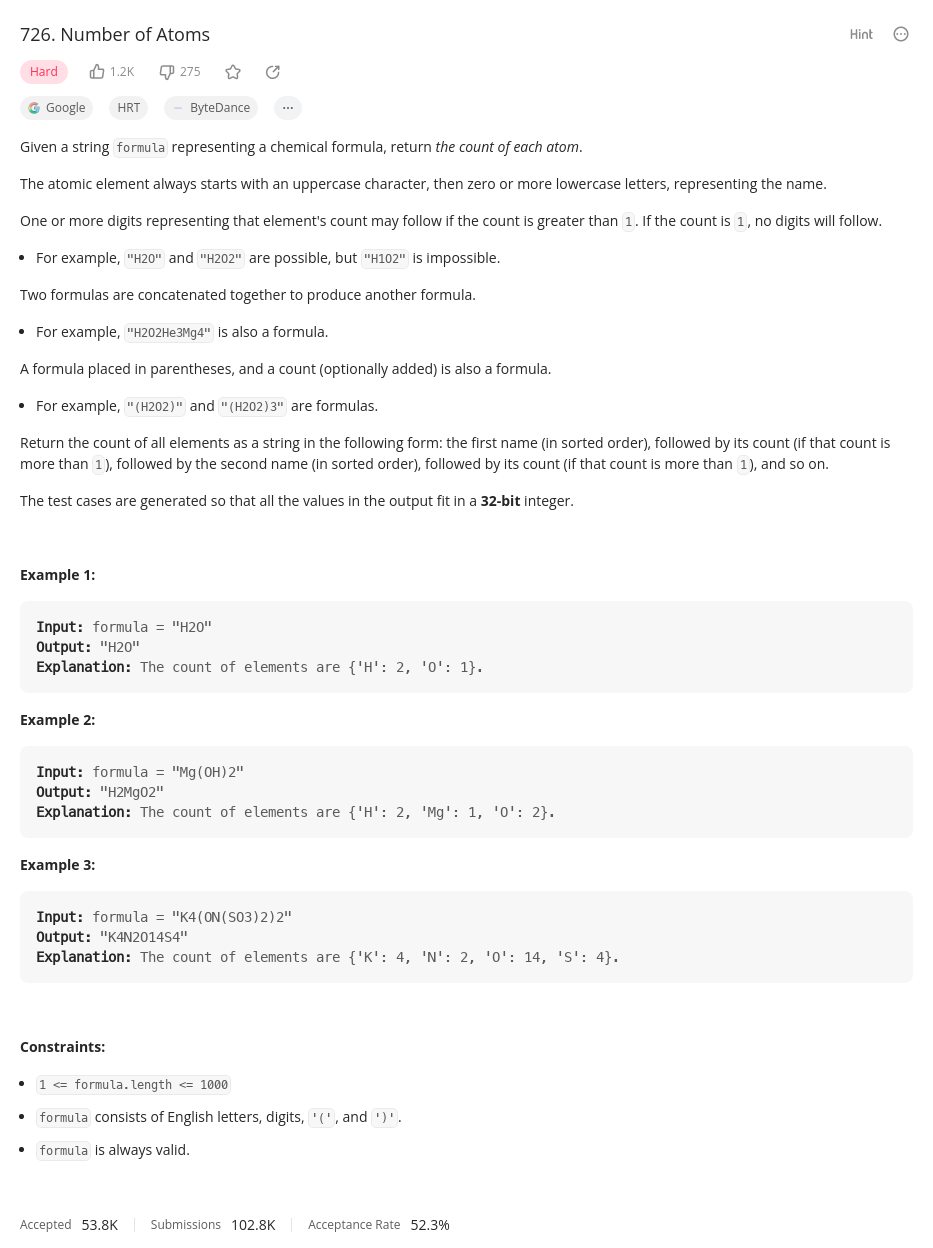 726. Number of Atoms
Hint
Hard
1.2K
275
Google
HRT
ByteDance
Given a string formula representing a chemical formula, return the count of each atom.
The atomic element always starts with an uppercase character, then zero or more lowercase letters, representing the name.
One or more digits representing that element's count may follow if the count is greater than 1. If the count is 1, no digits will follow.
• For example, "H2O" and "H2O2" are possible, but "H1O2" is impossible.
Two formulas are concatenated together to produce another formula.
• For example, "H2O2He3Mg4" is also a formula.
A formula placed in parentheses, and a count (optionally added) is also a formula.
• For example, "(H2O2)" and "(H2O2)3" are formulas.
Return the count of all elements as a string in the following form: the first name (in sorted order), followed by its count (if that count is
more than 1), followed by the second name (in sorted order), followed by its count (if that count is more than 1), and so on.
The test cases are generated so that all the values in the output fit in a 32-bit integer.
Example 1:
Input: formula = "H2O"
Output: "H2O"
Explanation: The count of elements are {'H': 2, 'O': 1}.
Example 2:
Input: formula = "Mg(OH)2"
Output: "H2MgO2"
Explanation: The count of elements are {'H': 2, 'Mg': 1, 'O': 2}.
Example 3:
Input: formula = "K4(ON(SO3)2)2"
Output: "K4N2O14S4"
Explanation: The count of elements are {'K': 4, 'N': 2, 'O': 14, 'S': 4}.
Constraints:
• 1 <= formula.length <= 1000
• formula consists of English letters, digits, '(', and ')'.
• formula is always valid.
Accepted 53.8K
Submissions 102.8K
Acceptance Rate 52.3%